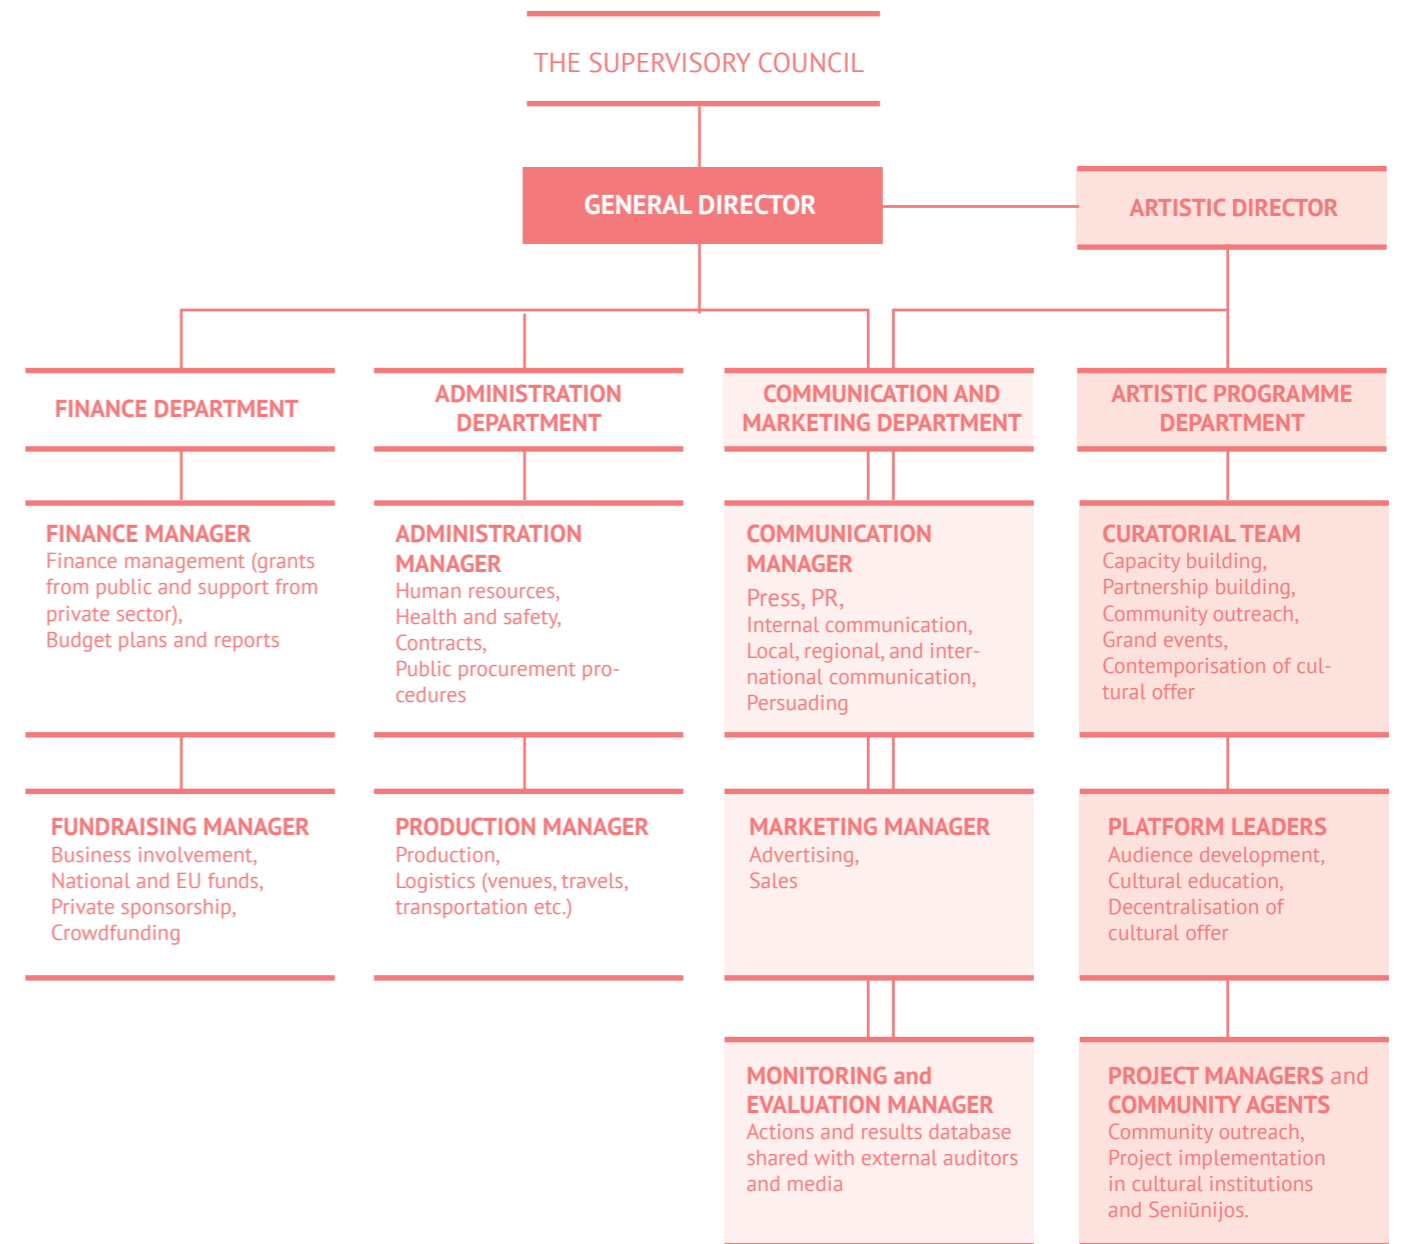 THE SUPERVISORY COUNCIL
GENERAL DIRECTOR
ARTISTIC DIRECTOR
FINANCE DEPARTMENT
ADMINISTRATION
DEPARTMENT
COMMUNICATION AND
MARKETING DEPARTMENT
ARTISTIC PROGRAMME
DEPARTMENT
FINANCE MANAGER
Finance management (grants
from public and support from
private sector),
Budget plans and reports
ADMINISTRATION
MANAGER
Human resources,
Health and safety,
Contracts,
Public procurement pro-
cedures
COMMUNICATION
MANAGER
Press, PR,
Internal communication,
Local, regional, and inter-
national communication,
Persuading
CURATORIAL TEAM
Capacity building,
Partnership building,
Community outreach,
Grand events,
Contemporisation of cul-
tural offer
FUNDRAISING MANAGER
Business involvement,
National and EU funds,
Private sponsorship,
Crowdfunding
PRODUCTION MANAGER
Production,
Logistics (venues, travels,
transportation etc.)
MARKETING MANAGER
Advertising,
Sales
PLATFORM LEADERS
Audience development,
Cultural education,
Decentralisation of
cultural offer
MONITORING and
EVALUATION MANAGER
Actions and results database
shared with external auditors
and media
PROJECT MANAGERS and
COMMUNITY AGENTS
Community outreach,
Project implementation
in cultural institutions
and Seniūnijos.